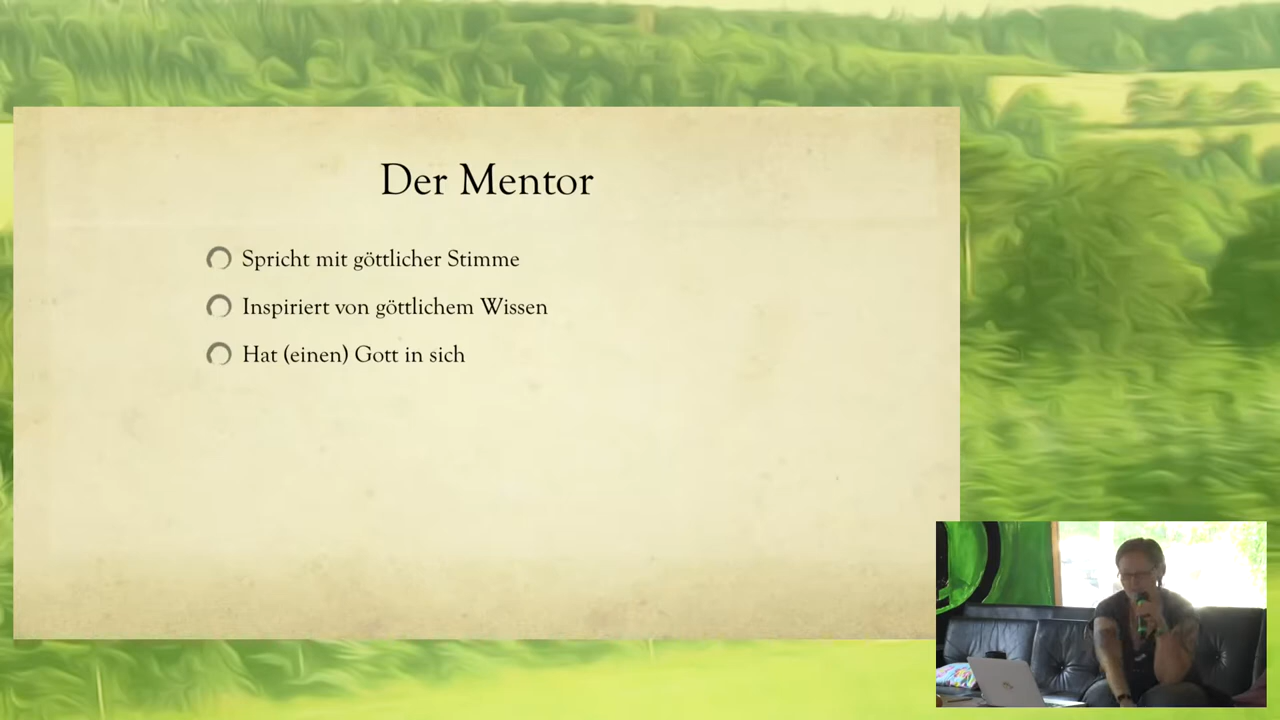 Der Mentor
Spricht mit göttlicher Stimme
Inspiriert von göttlichem Wissen
Hat (einen) Gott in sich